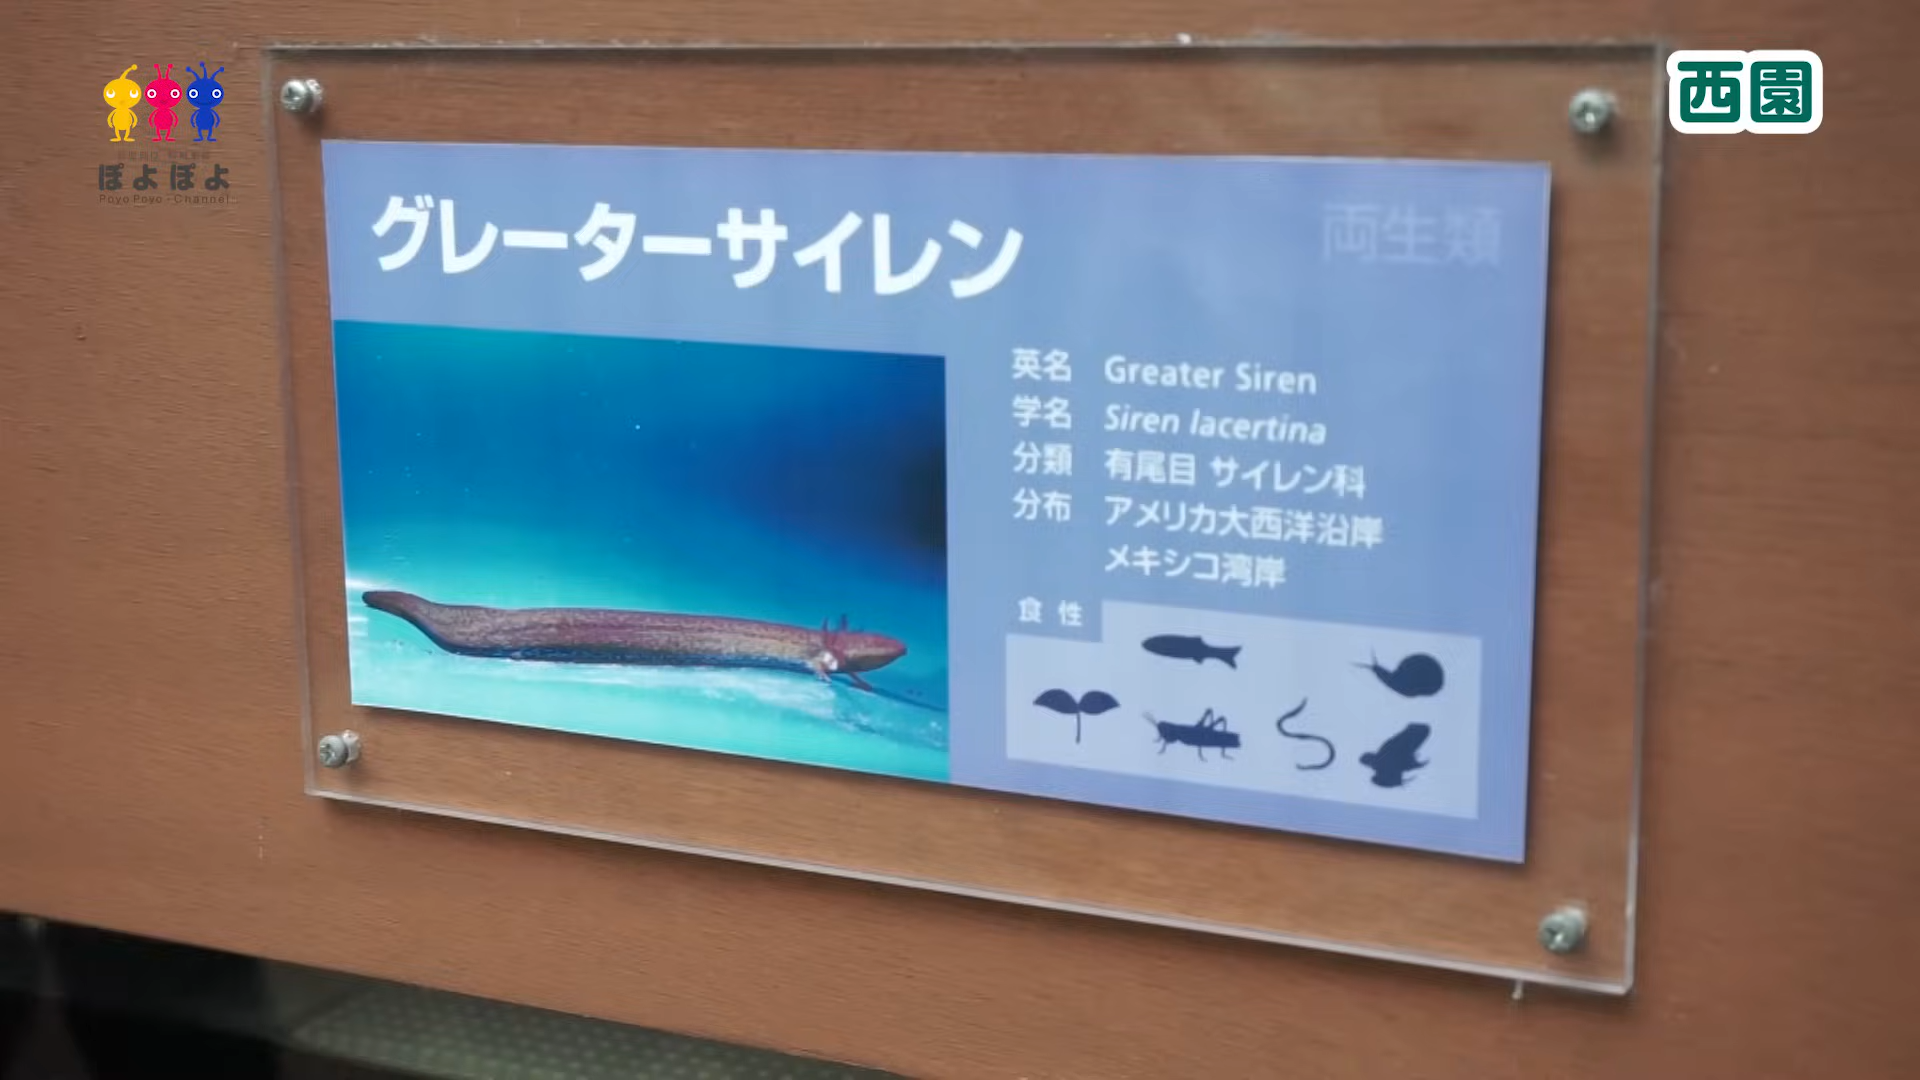 ぽよぽよ
PoyoPoyo-Channel
西園
グレーターサイレン
両生類
英名 Greater Siren
学名 Siren lacertina
分類 有尾目 サイレン科
分布 アメリカ大西洋沿岸
メキシコ湾岸
食性